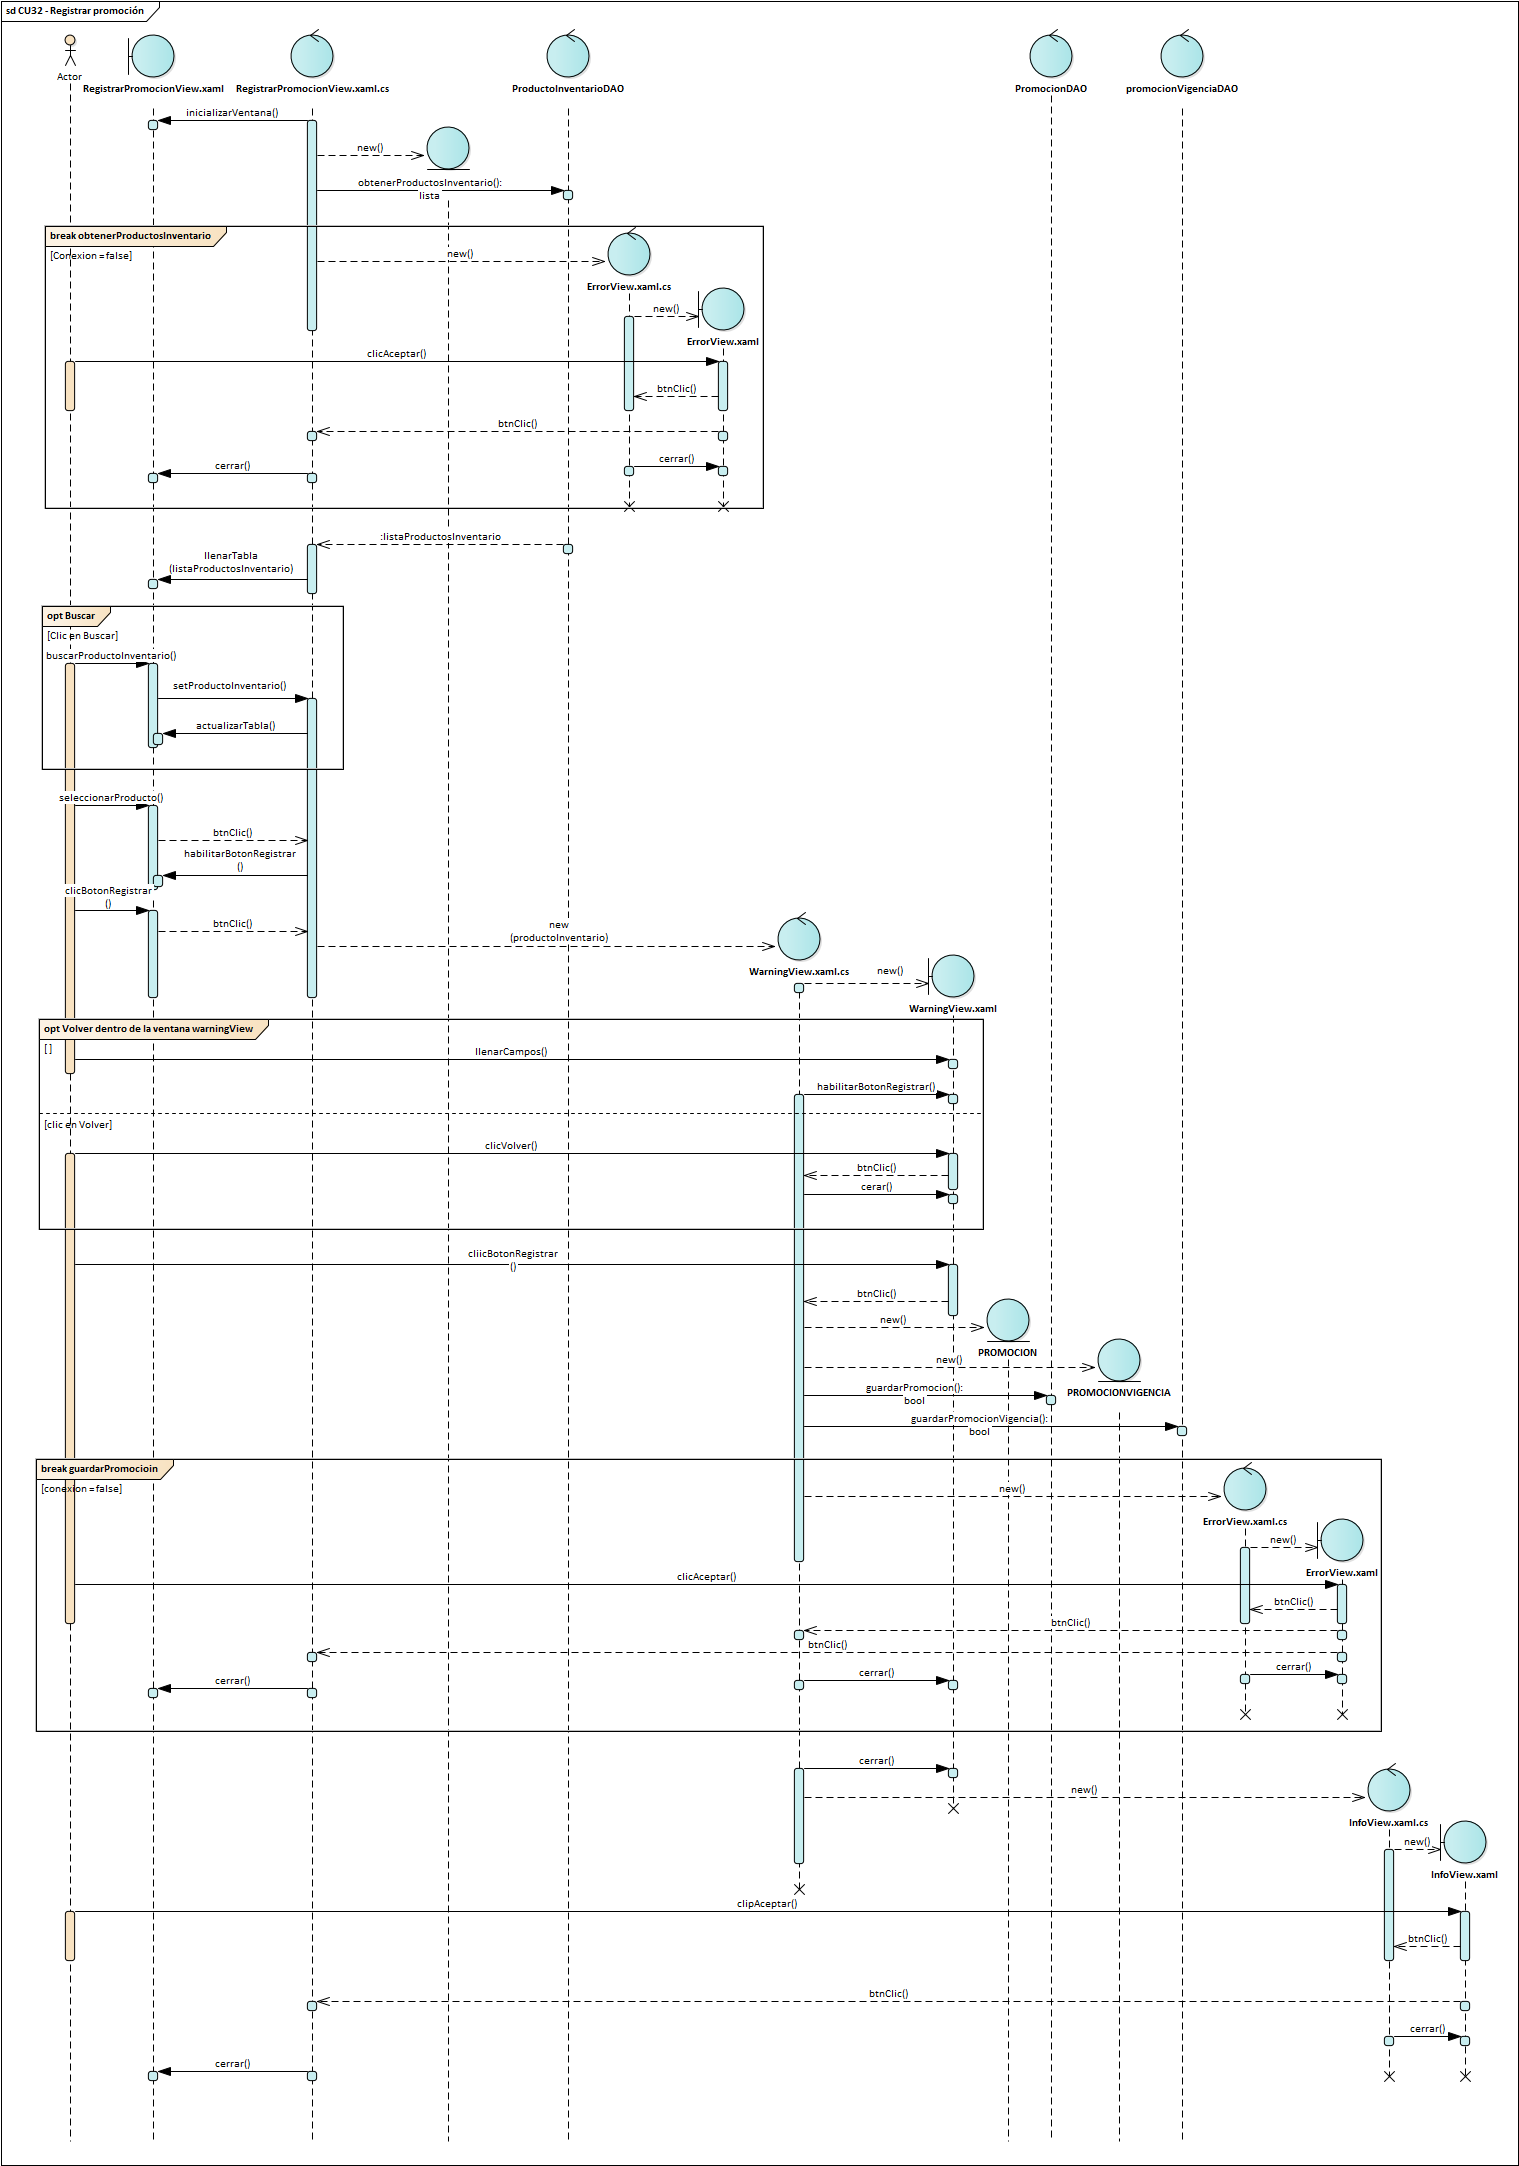 sd CU32 - Registrar promoción
Actor
RegistrarPromocionView.xaml
RegistrarPromocionView.xaml.cs
ProductoInventarioDAO
PromocionDAO
promocionVigenciaDAO
inicializarVentana()
new()
obtenerProductosInventario():
lista
break obtenerProductosInventario
[Conexion = false]
new()
ErrorView.xaml.cs
new()
ErrorView.xaml
clicAceptar()
btnClic()
btnClic()
cerrar()
cerrar()
:listaProductosInventario
llenarTabla
(listaProductosInventario)
opt Buscar
[Clic en Buscar]
buscarProductoInventario()
setProductoInventario()
actualizarTabla()
seleccionarProducto()
btnClic()
habilitarBotonRegistrar
()
clicBotonRegistrar
()
btnClic()
new
(productoInventario)
WarningView.xaml.cs
new()
WarningView.xaml
opt Volver dentro de la ventana warningView
[ ]
llenarCampos()
habilitarBotonRegistrar()
[clic en Volver]
clicVolver()
btnClic()
cerar()
cliicBotonRegistrar
()
btnClic()
new()
PROMOCION
new()
PROMOCIONVIGENCIA
guardarPromocion():
bool
guardarPromocionVigencia():
bool
break guardarPromocioin
[conexion = false]
new()
ErrorView.xaml.cs
new()
ErrorView.xaml
clicAceptar()
btnClic()
btnClic()
btnClic()
cerrar()
cerrar()
cerrar()
cerrar()
new()
InfoView.xaml.cs
new()
InfoView.xaml
clipAceptar()
btnClic()
btnClic()
cerrar()
cerrar()